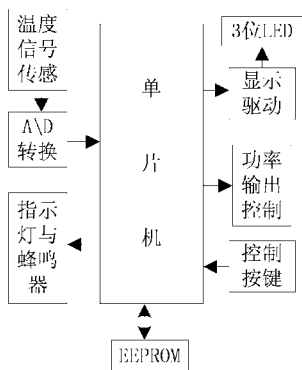 温度
信号
传感
A\D
转换
指示
灯与
蜂鸣
器
单
片
机
3位LED
显示
驱动
功率
输出
控制
控制
按键
EEPROM